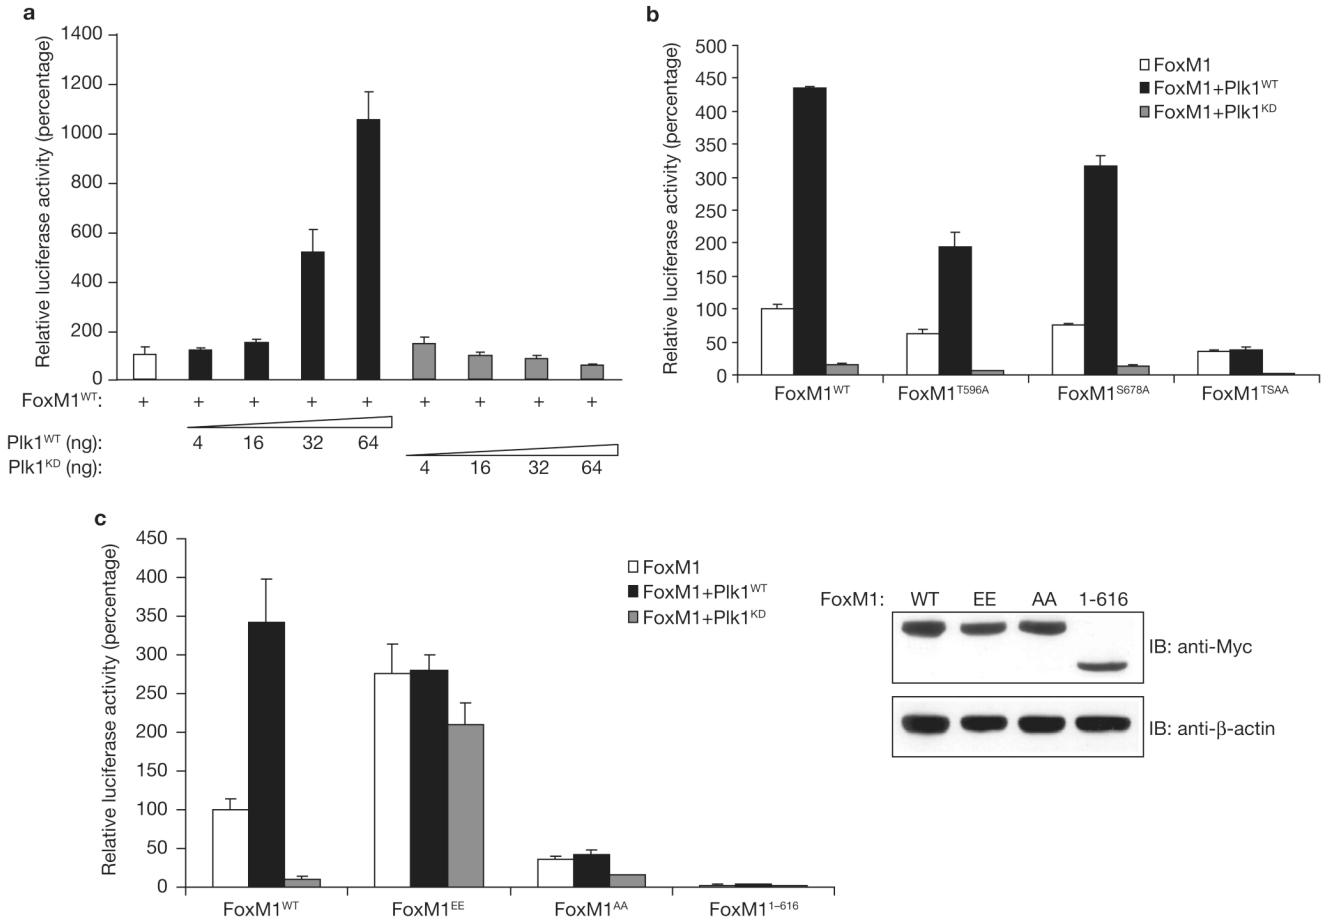 a
Relative luciferase activity (percentage)
1400
1200
1000
800
600
400
200
0
FoxM1WT: + + + + + + + + +
Plk1WT (ng): 4 16 32 64
Plk1KD (ng): 4 16 32 64
b
Relative luciferase activity (percentage)
500
450
400
350
300
250
200
150
100
50
0
FoxM1
FoxM1+Plk1WT
FoxM1+Plk1KD
FoxM1WT FoxM1T596A FoxM1S678A FoxM1TSAA
c
Relative luciferase activity (percentage)
450
400
350
300
250
200
150
100
50
0
FoxM1
FoxM1+Plk1WT
FoxM1+Plk1KD
FoxM1WT FoxM1EE FoxM1AA FoxM11–616
FoxM1: WT EE AA 1–616
IB: anti-Myc
IB: anti-β-actin